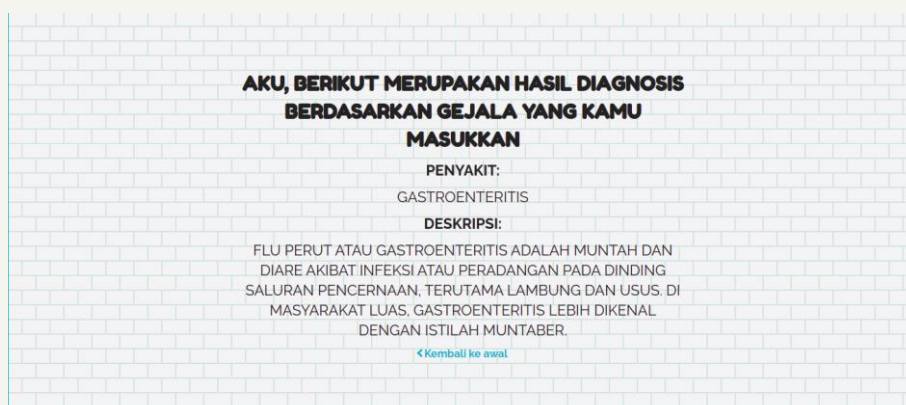 AKU, BERIKUT MERUPAKAN HASIL DIAGNOSIS
BERDASARKAN GEJALA YANG KAMU
MASUKKAN
PENYAKIT:
GASTROENTERITIS
DESKRIPSI:
FLU PERUT ATAU GASTROENTERITIS ADALAH MUNTAH DAN
DIARE AKIBAT INFEKSI ATAU PERADANGAN PADA DINDING
SALURAN PENCERNAAN, TERUTAMA LAMBUNG DAN USUS. DI
MASYARAKAT LUAS, GASTROENTERITIS LEBIH DIKENAL
DENGAN ISTILAH MUNTABER.
Kembali ke awal